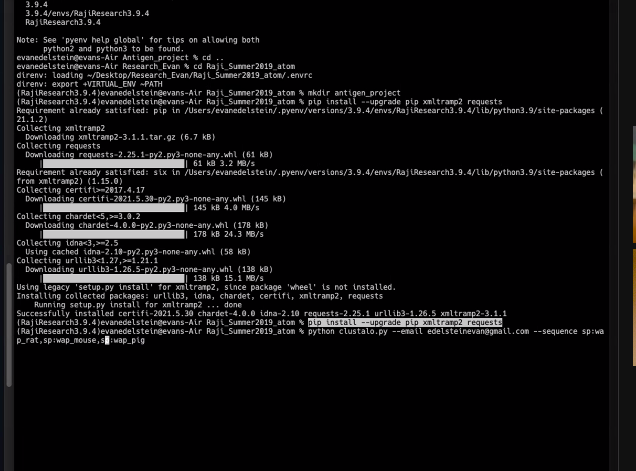 3.9.4
3.9.4/envs/RajiResearch3.9.4
RajiResearch3.9.4
Note: See 'pyenv help global' for tips on allowing both
python2 and python3 to be found.
evanedelstein@evans-Air Antigen_project % cd ..
evanedelstein@evans-Air Research_Evan % cd Raji_Summer2019_atom
direnv: loading ~/Desktop/Research_Evan/Raji_Summer2019_atom/.envrc
direnv: export +VIRTUAL_ENV ~PATH
(RajiResearch3.9.4)evanedelstein@evans-Air Raji_Summer2019_atom % mkdir antigen_project
(RajiResearch3.9.4)evanedelstein@evans-Air Raji_Summer2019_atom % pip install --upgrade pip xmltramp2 requests
Requirement already satisfied: pip in /Users/evanedelstein/.pyenv/versions/3.9.4/envs/RajiResearch3.9.4/lib/python3.9/site-packages (
21.1.2)
Collecting xmltramp2
Downloading xmltramp2-3.1.1.tar.gz (6.7 kB)
Collecting requests
Downloading requests-2.25.1-py2.py3-none-any.whl (61 kB)
| | 61 kB 3.2 MB/s
Requirement already satisfied: six in /Users/evanedelstein/.pyenv/versions/3.9.4/envs/RajiResearch3.9.4/lib/python3.9/site-packages (
from xmltramp2) (1.15.0)
Collecting certifi>=2017.4.17
Downloading certifi-2021.5.30-py2.py3-none-any.whl (145 kB)
| | 145 kB 4.0 MB/s
Collecting chardet<5,>=3.0.2
Downloading chardet-4.0.0-py2.py3-none-any.whl (178 kB)
| | 178 kB 24.3 MB/s
Collecting idna<3,>=2.5
Using cached idna-2.10-py2.py3-none-any.whl (58 kB)
Collecting urllib3<1.27,>=1.21.1
Downloading urllib3-1.26.5-py2.py3-none-any.whl (138 kB)
| | 138 kB 15.1 MB/s
Using legacy 'setup.py install' for xmltramp2, since package 'wheel' is not installed.
Installing collected packages: urllib3, idna, chardet, certifi, xmltramp2, requests
Running setup.py install for xmltramp2 ... done
Successfully installed certifi-2021.5.30 chardet-4.0.0 idna-2.10 requests-2.25.1 urllib3-1.26.5 xmltramp2-3.1.1
(RajiResearch3.9.4)evanedelstein@evans-Air Raji_Summer2019_atom % pip install --upgrade pip xmltramp2 requests
(RajiResearch3.9.4)evanedelstein@evans-Air Raji_Summer2019_atom % python clustalo.py --email edelsteinevan@gmail.com --sequence sp:wa
p_rat,sp:wap_mouse,sp:wap_pig